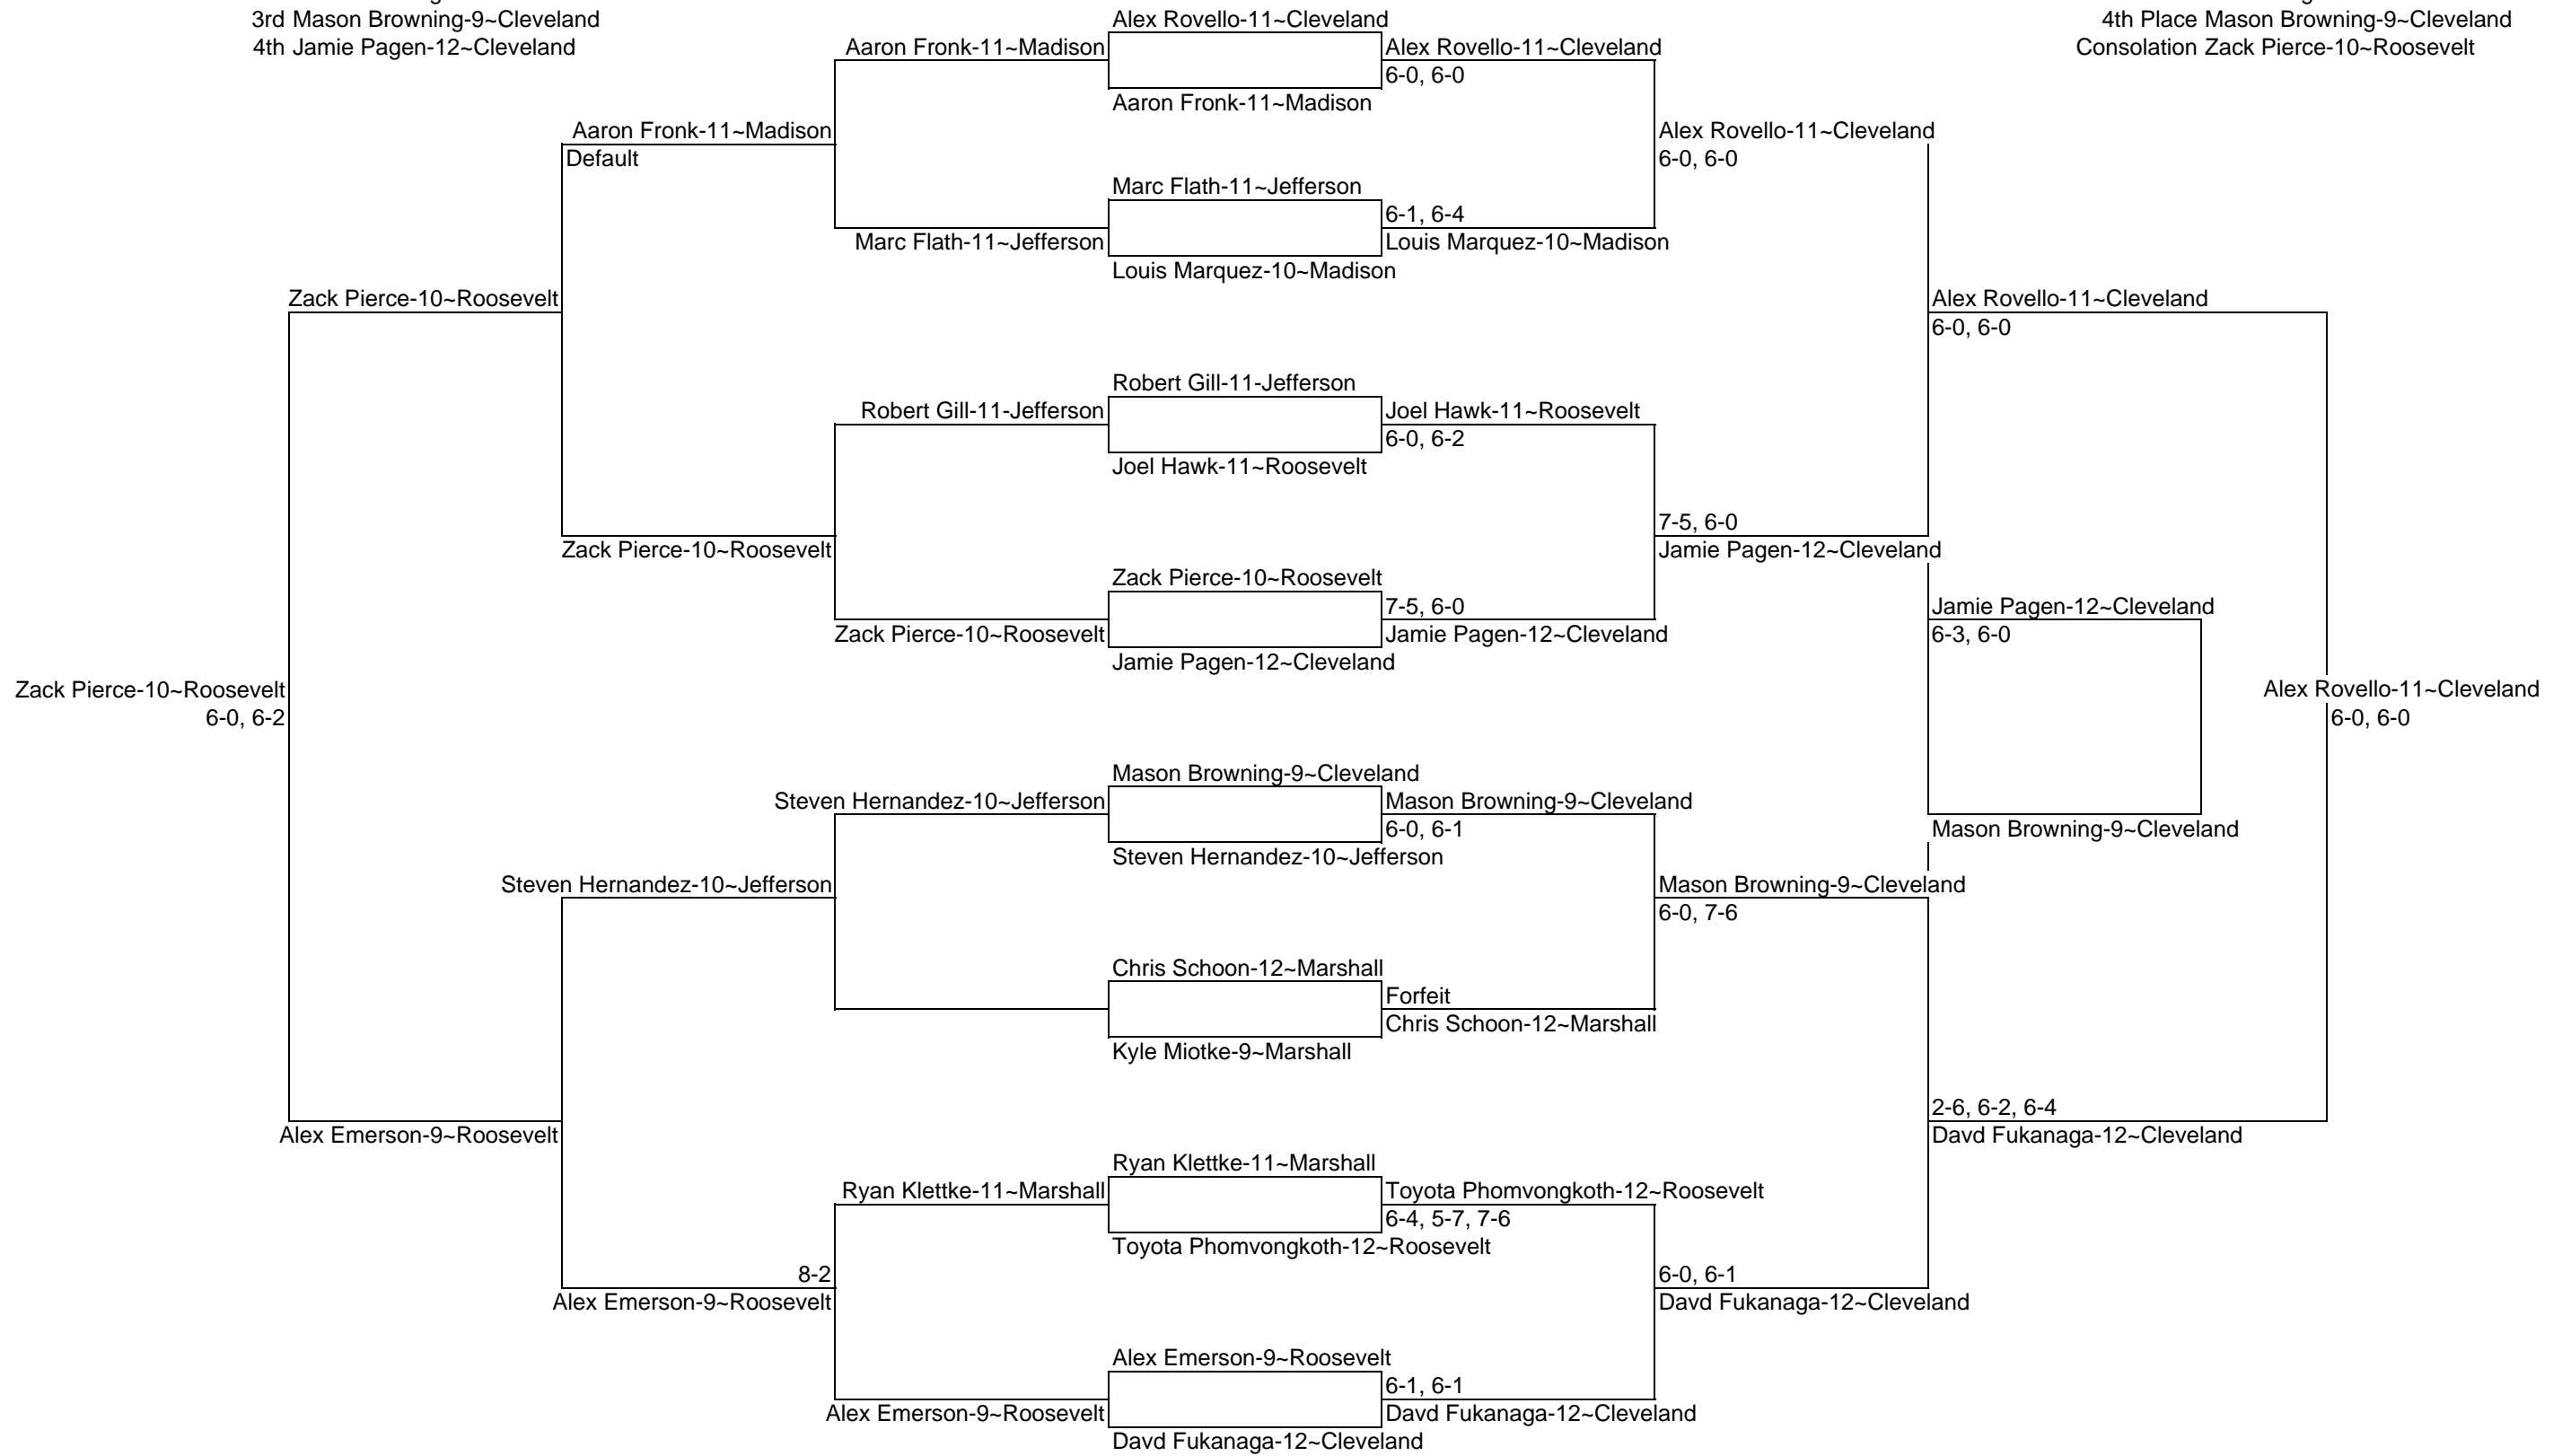 3rd Mason Browning-9~Cleveland
4th Jamie Pagen-12~Cleveland
4th Place Mason Browning-9~Cleveland
Consolation Zack Pierce-10~Roosevelt
Alex Rovello-11~Cleveland
Aaron Fronk-11~Madison
Alex Rovello-11~Cleveland
6-0, 6-0
Aaron Fronk-11~Madison
Aaron Fronk-11~Madison
Default
Alex Rovello-11~Cleveland
6-0, 6-0
Marc Flath-11~Jefferson
6-1, 6-4
Marc Flath-11~Jefferson
Louis Marquez-10~Madison
Louis Marquez-10~Madison
Zack Pierce-10~Roosevelt
Alex Rovello-11~Cleveland
6-0, 6-0
Robert Gill-11-Jefferson
Robert Gill-11-Jefferson
Joel Hawk-11~Roosevelt
6-0, 6-2
Joel Hawk-11~Roosevelt
7-5, 6-0
Zack Pierce-10~Roosevelt
Jamie Pagen-12~Cleveland
Zack Pierce-10~Roosevelt
7-5, 6-0
Jamie Pagen-12~Cleveland
6-3, 6-0
Zack Pierce-10~Roosevelt
Jamie Pagen-12~Cleveland
Jamie Pagen-12~Cleveland
Zack Pierce-10~Roosevelt
6-0, 6-2
Alex Rovello-11~Cleveland
6-0, 6-0
Mason Browning-9~Cleveland
Steven Hernandez-10~Jefferson
Mason Browning-9~Cleveland
6-0, 6-1
Mason Browning-9~Cleveland
Steven Hernandez-10~Jefferson
Steven Hernandez-10~Jefferson
Mason Browning-9~Cleveland
6-0, 7-6
Chris Schoon-12~Marshall
Forfeit
Chris Schoon-12~Marshall
Kyle Miotke-9~Marshall
2-6, 6-2, 6-4
Alex Emerson-9~Roosevelt
Davd Fukanaga-12~Cleveland
Ryan Klettke-11~Marshall
Ryan Klettke-11~Marshall
Toyota Phomvongkoth-12~Roosevelt
6-4, 5-7, 7-6
Toyota Phomvongkoth-12~Roosevelt
8-2
6-0, 6-1
Alex Emerson-9~Roosevelt
Davd Fukanaga-12~Cleveland
Alex Emerson-9~Roosevelt
6-1, 6-1
Alex Emerson-9~Roosevelt
Davd Fukanaga-12~Cleveland
Davd Fukanaga-12~Cleveland